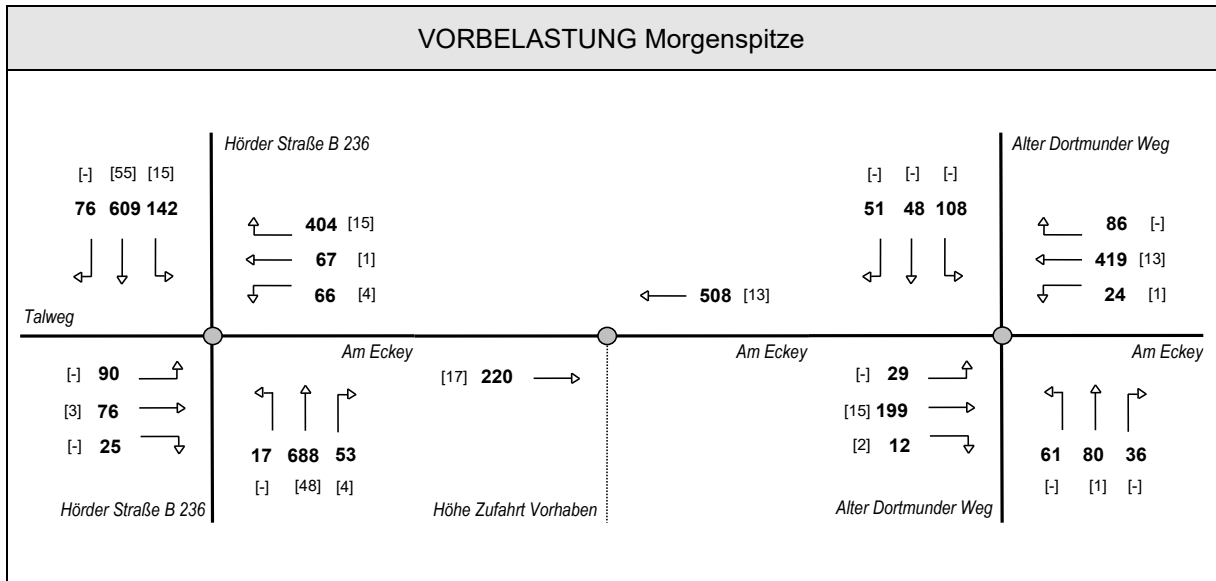 VORBELASTUNG Morgenspitze
Hörder Straße B 236
Alter Dortmunder Weg
[-] [55] [15]
76 609 142
404 [15]
67 [1]
66 [4]
508 [13]
[-] [-] [-]
51 48 108
86 [-]
419 [13]
24 [1]
Talweg
Am Eckey
Am Eckey
Am Eckey
[-] 90
[3] 76
[-] 25
17 688 53
[-] [48] [4]
[17] 220
[-] 29
[15] 199
[2] 12
61 80 36
[-] [1] [-]
Hörder Straße B 236
Höhe Zufahrt Vorhaben
Alter Dortmunder Weg